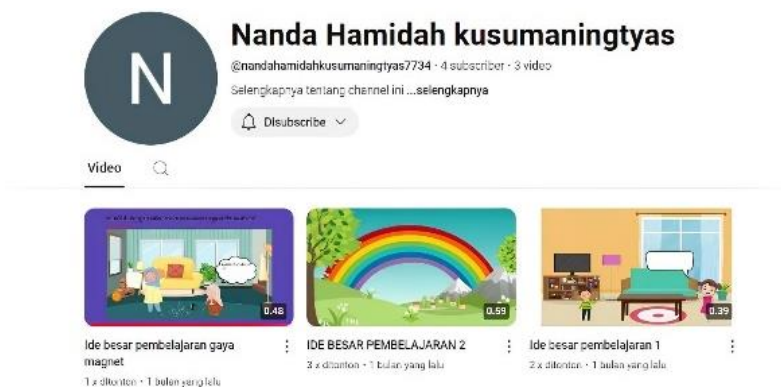 N
Nanda Hamidah kusumaningtyas
@nandahamidahkusumaningtyas7734 · 4 subscriber · 3 video
Selengkapnya tentang channel ini ...selengkapnya
Disubscribe
Video
0.48
0.59
0.39
Ide besar pembelajaran gaya
magnet
1 x ditonton · 1 bulan yang lalu
IDE BESAR PEMBELAJARAN 2
3 x ditonton · 1 bulan yang lalu
Ide besar pembelajaran 1
2 x ditonton · 1 bulan yang lalu